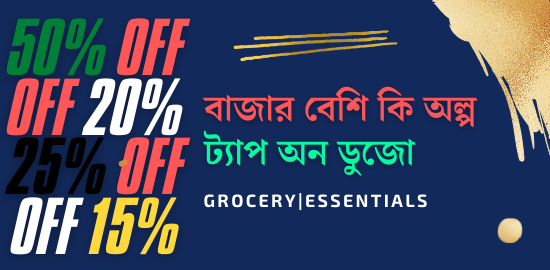 50% OFF
OFF 20%
25% OFF
OFF 15%
বাজার বেশি কি অল্প
ট্যাপ অন ডুজো
GROCERY|ESSENTIALS